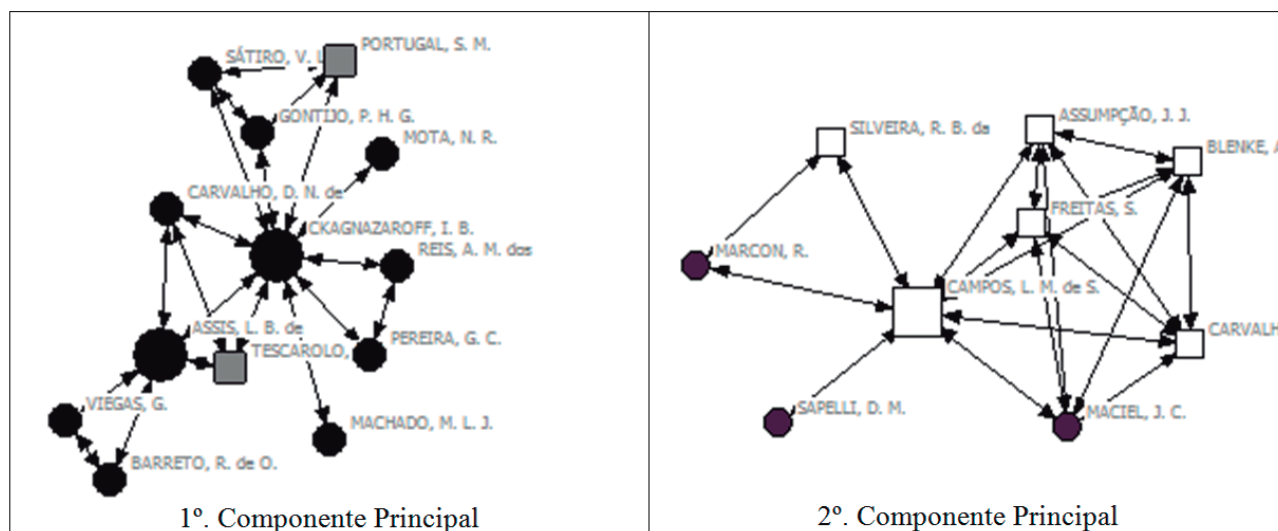 PORTUGAL, S. M.
SÁTIRO, V. L
GONTIJO, P. H. G.
MOTA, N. R.
CARVALHO, D. N. de
CKAGNAZAROFF, I. B.
REIS, A. M. dos
ASSIS, L. B. de
TESCAROLO,
PEREIRA, G. C.
VIEGAS, G.
MACHADO, M. L. J.
BARRETO, R. de O.
1º. Componente Principal
ASSUMPÇÃO, J. J.
SILVEIRA, R. B. da
BLENKE, A
FREITAS, S.
MARCON, R.
CAMPOS, L. M. de S.
CARVALH
SAPELLI, D. M.
MACIEL, J. C.
2º. Componente Principal